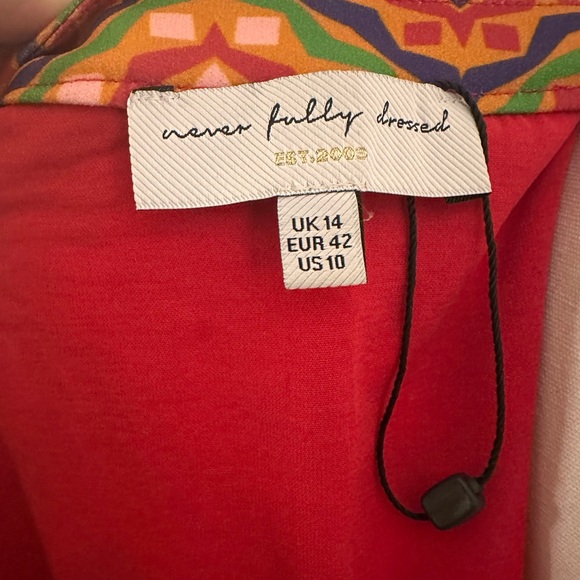 never fully dressed
EST.2009
UK 14
EUR 42
US 10